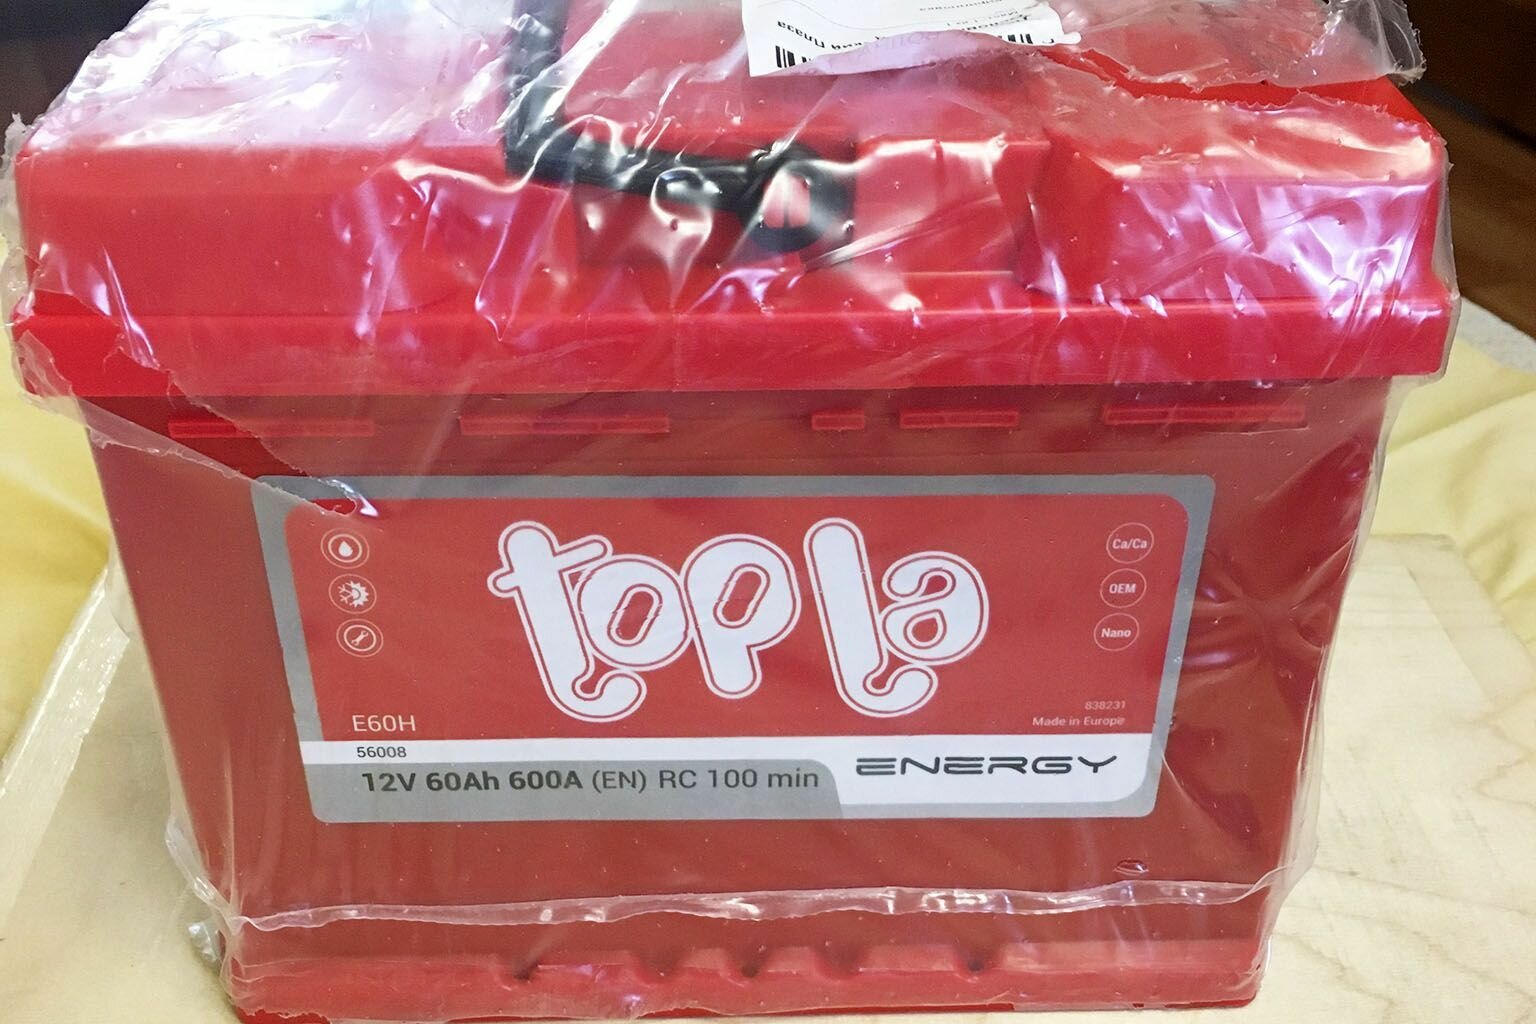 topla
Ca/Ca
OEM
Nano
E60H
838231
Made in Europe
56008
12V 60Ah 600A (EN) RC 100 min
ENERGY